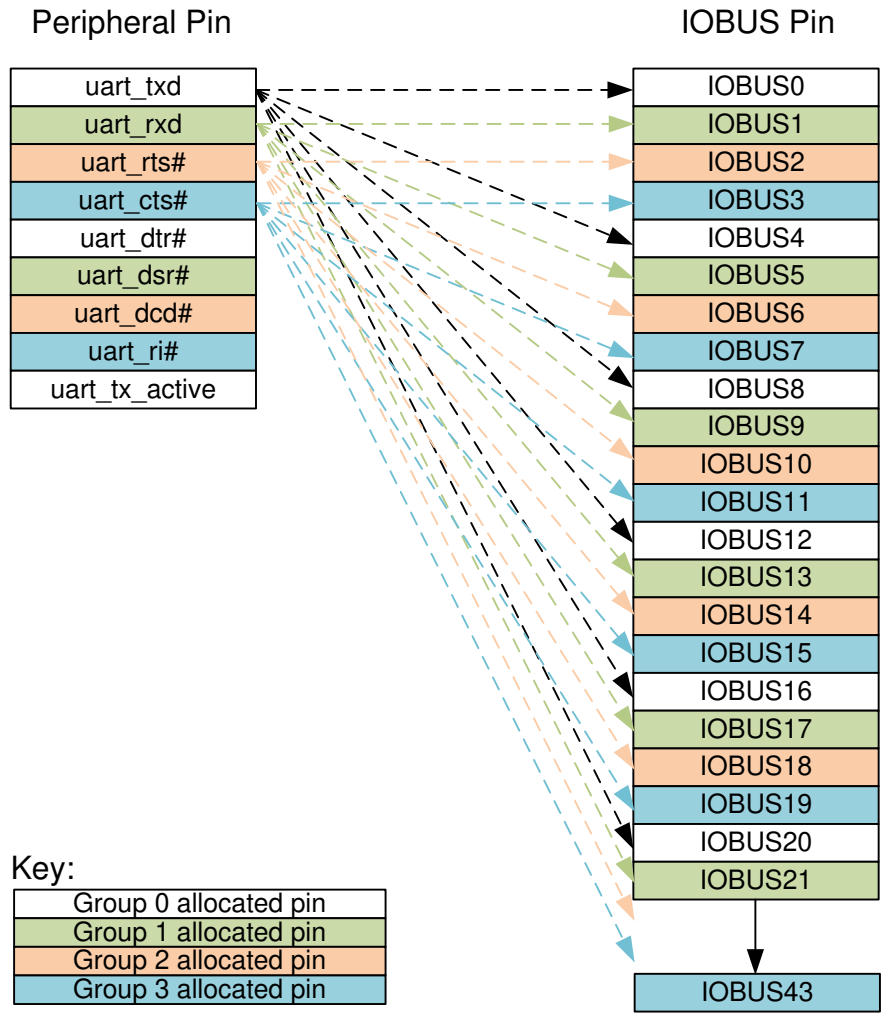 Peripheral Pin
uart_txd
uart_rxd
uart_rts#
uart_cts#
uart_dtr#
uart_dsr#
uart_dcd#
uart_ri#
uart_tx_active
IOBUS Pin
IOBUS0
IOBUS1
IOBUS2
IOBUS3
IOBUS4
IOBUS5
IOBUS6
IOBUS7
IOBUS8
IOBUS9
IOBUS10
IOBUS11
IOBUS12
IOBUS13
IOBUS14
IOBUS15
IOBUS16
IOBUS17
IOBUS18
IOBUS19
IOBUS20
IOBUS21
IOBUS43
Key:
Group 0 allocated pin
Group 1 allocated pin
Group 2 allocated pin
Group 3 allocated pin